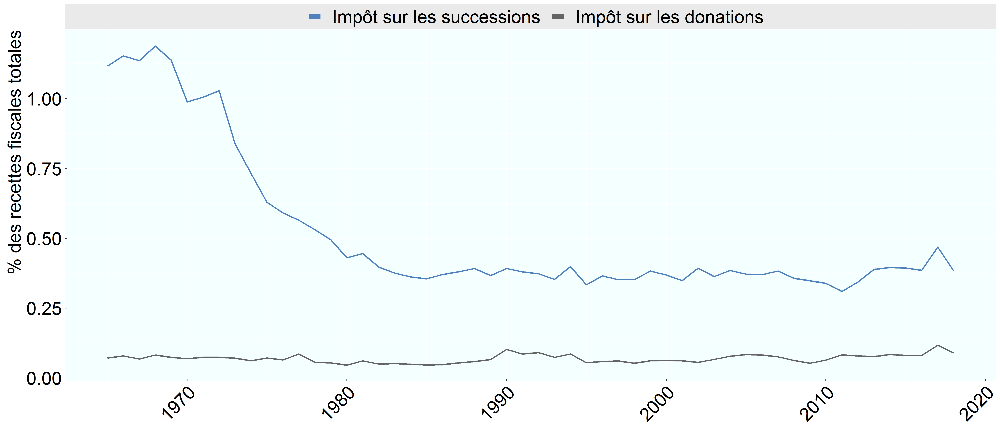 Impôt sur les successions Impôt sur les donations
% des recettes fiscales totales
1.00
0.75
0.50
0.25
0.00
1970 1980 1990 2000 2010 2020